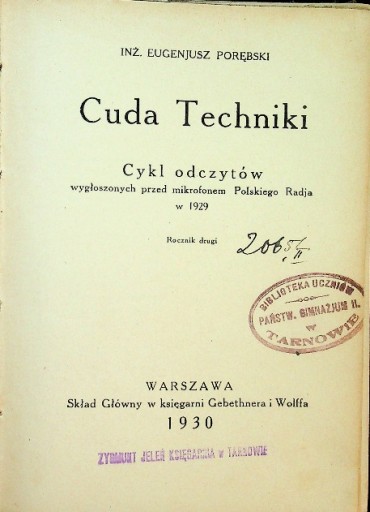 INŻ. EUGENJUSZ PORĘBSKI
Cuda Techniki
Cykl odczytów
wygłoszonych przed mikrofonem Polskiego Radja
w 1929
Rocznik drugi
BIBLIOTEKA UCZNIÓW
PAŃSTW. GIMNAZJUM II.
w
TARNOWIE
WARSZAWA
Skład Główny w księgarni Gebethnera i Wolffa
1930
ZYGMUNT JELEŃ KSIĘGARNIA w TARNOWIE